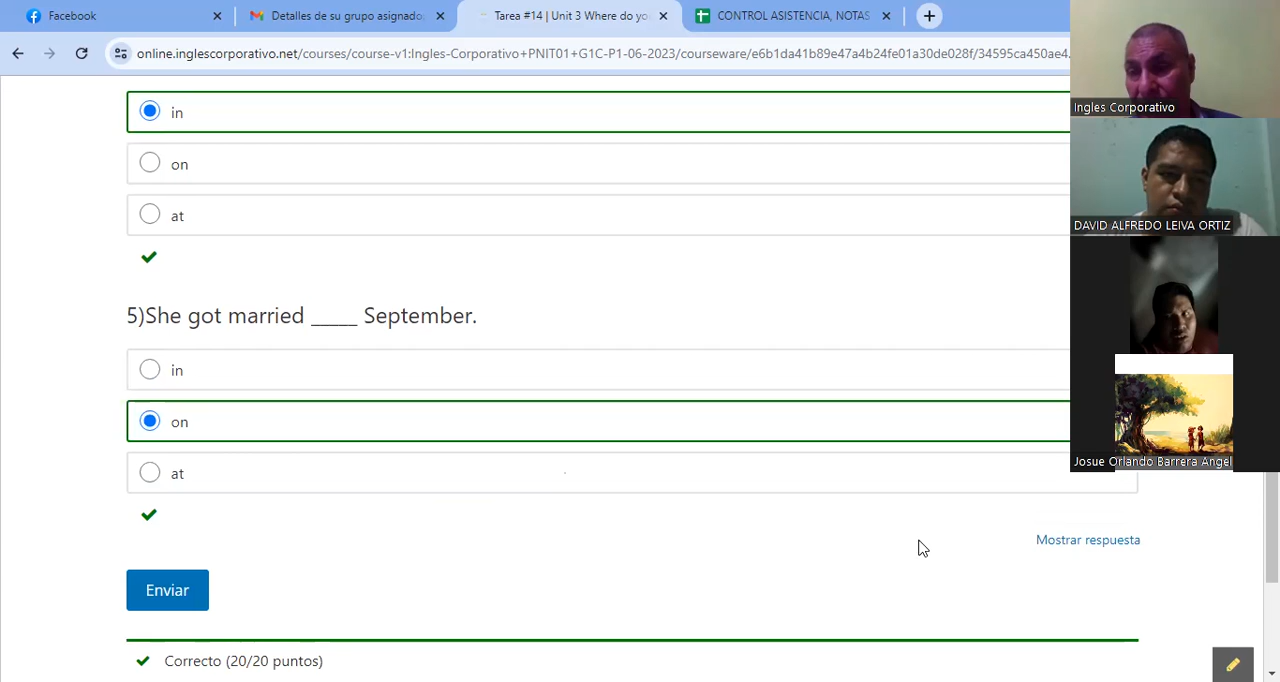 Facebook
Detalles de su grupo asignado
Tarea #14 | Unit 3 Where do yo
CONTROL ASISTENCIA, NOTAS
online.inglescorporativo.net/courses/course-v1:Ingles-Corporativo+PNIT01+G1C-P1-06-2023/courseware/e6b1da41b89e47a4b24fe01a30de028f/34595ca450ae4.
Ingles Corporativo
in
on
at
DAVID ALFREDO LEIVA ORTIZ
5)She got married _____ September.
in
on
at
Josue Orlando Barrera Angel
Mostrar respuesta
Enviar
Correcto (20/20 puntos)